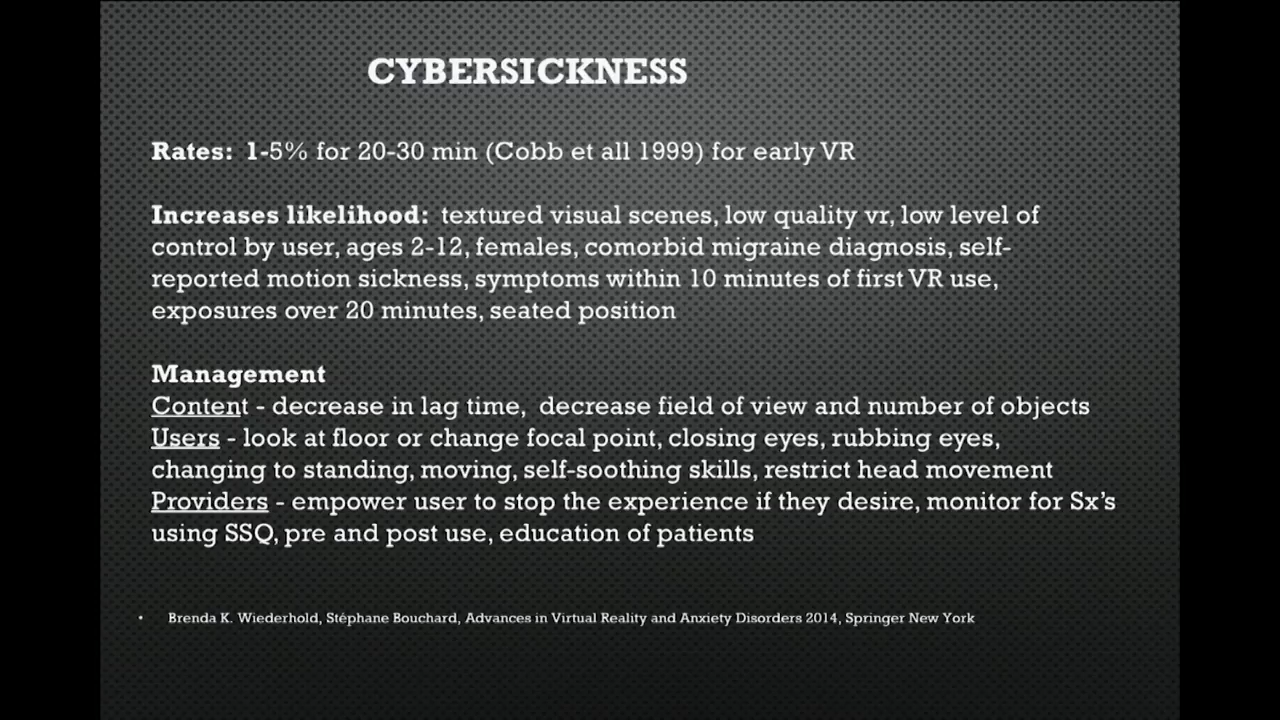 CYBERSICKNESS
Rates: 1-5% for 20-30 min (Cobb et all 1999) for early VR
Increases likelihood: textured visual scenes, low quality vr, low level of
control by user, ages 2-12, females, comorbid migraine diagnosis, self-
reported motion sickness, symptoms within 10 minutes of first VR use,
exposures over 20 minutes, seated position
Management
Content - decrease in lag time, decrease field of view and number of objects
Users - look at floor or change focal point, closing eyes, rubbing eyes,
changing to standing, moving, self-soothing skills, restrict head movement
Providers - empower user to stop the experience if they desire, monitor for Sx's
using SSQ, pre and post use, education of patients
• Brenda K. Wiederhold, Stéphane Bouchard, Advances in Virtual Reality and Anxiety Disorders 2014, Springer New York